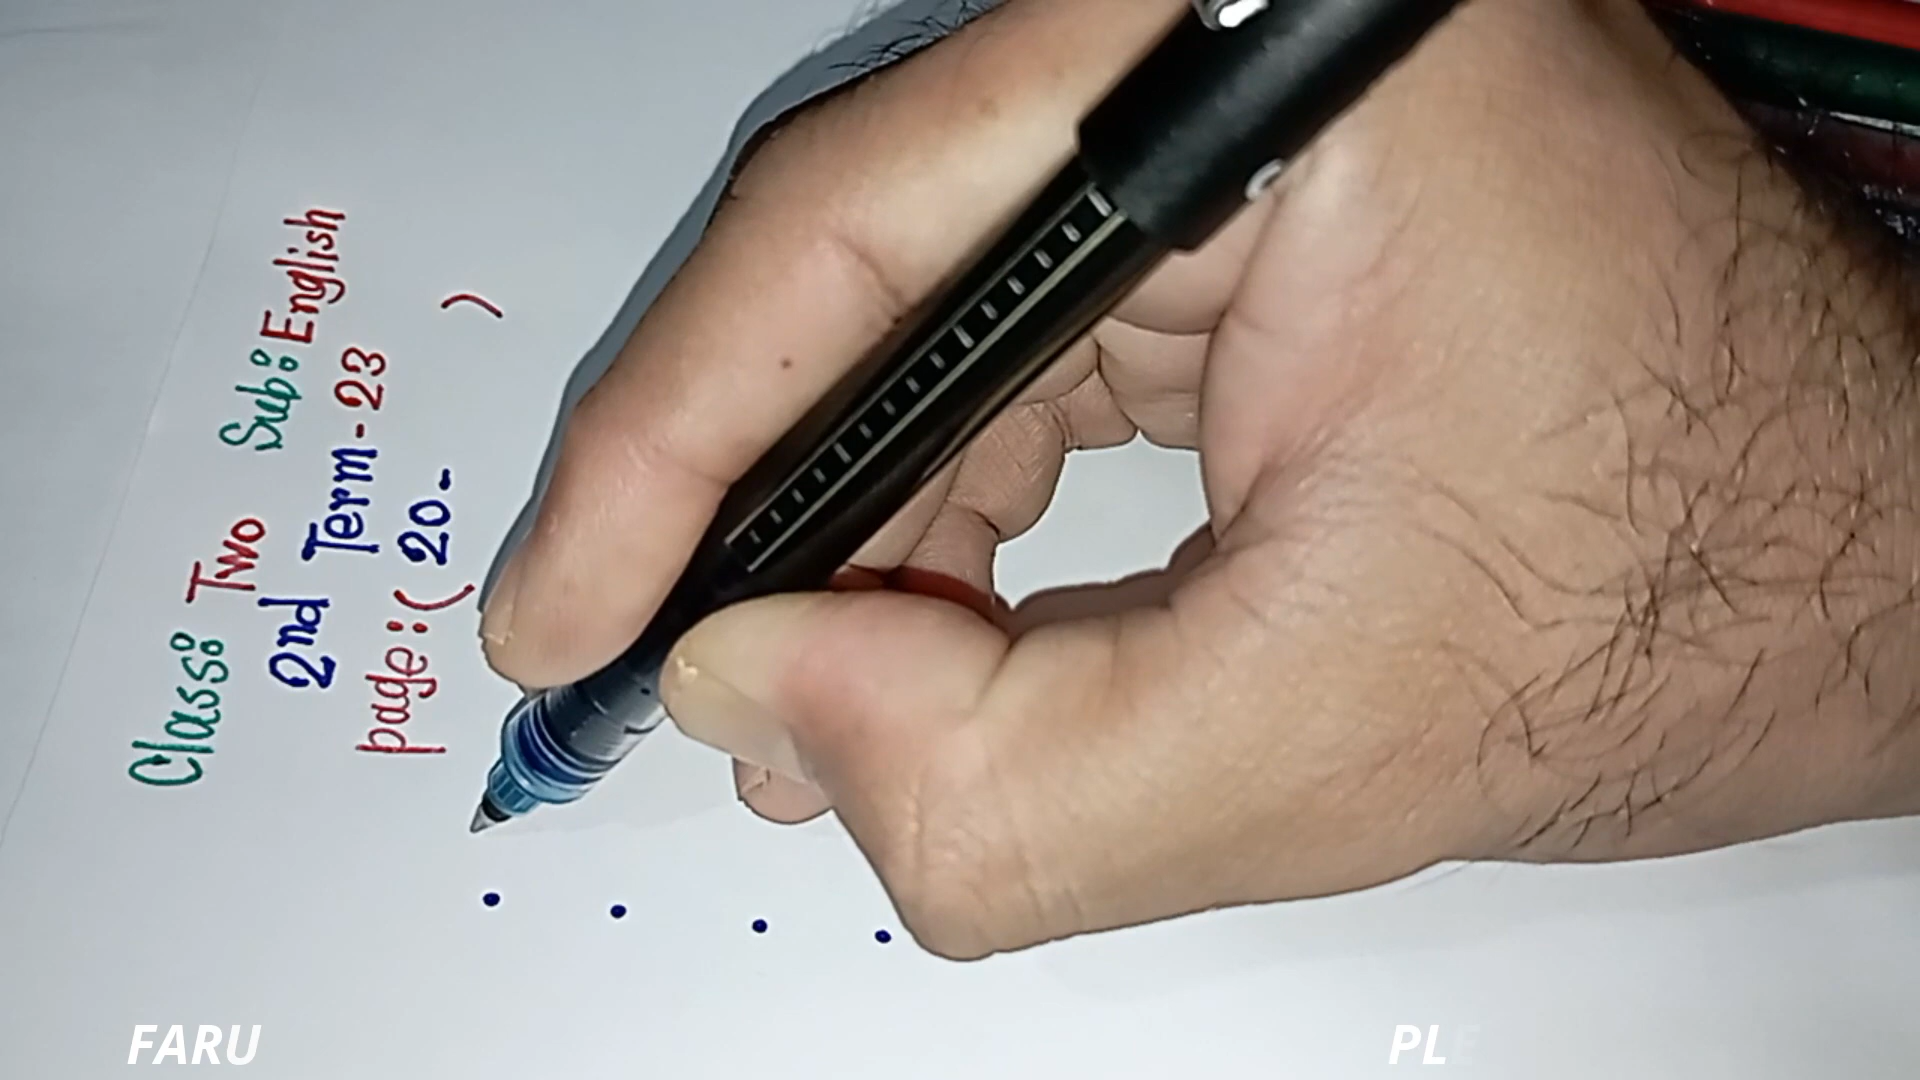 Class: Two Sub: English
2nd Term-23
page: ( 20- )
FARU
PL